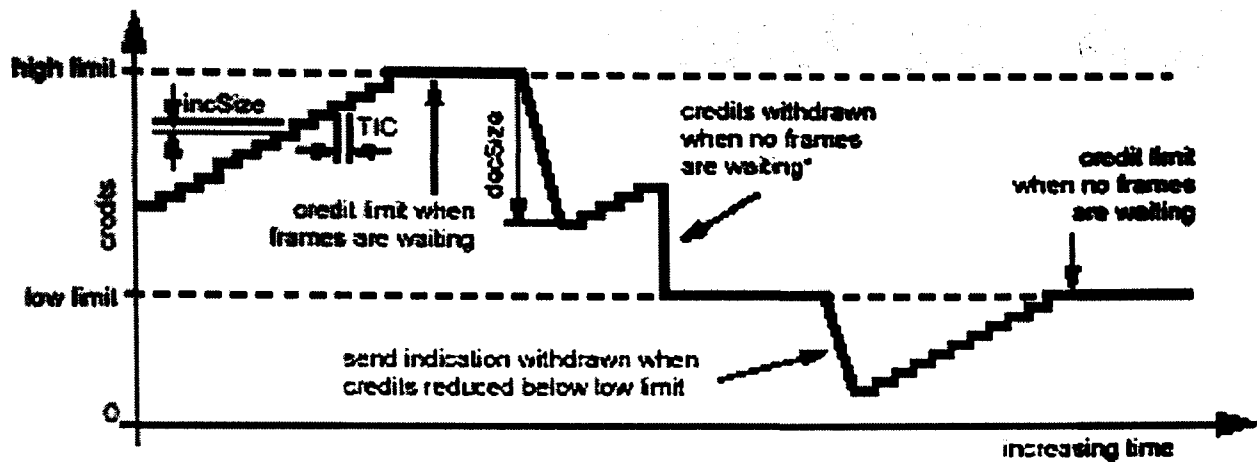 high limit
incSize
TIC
decSize
credits
credit limit when
frames are waiting
credits withdrawn
when no frames
are waiting*
credit limit
when no frames
are waiting
low limit
send indication withdrawn when
credits reduced below low limit
0
increasing time